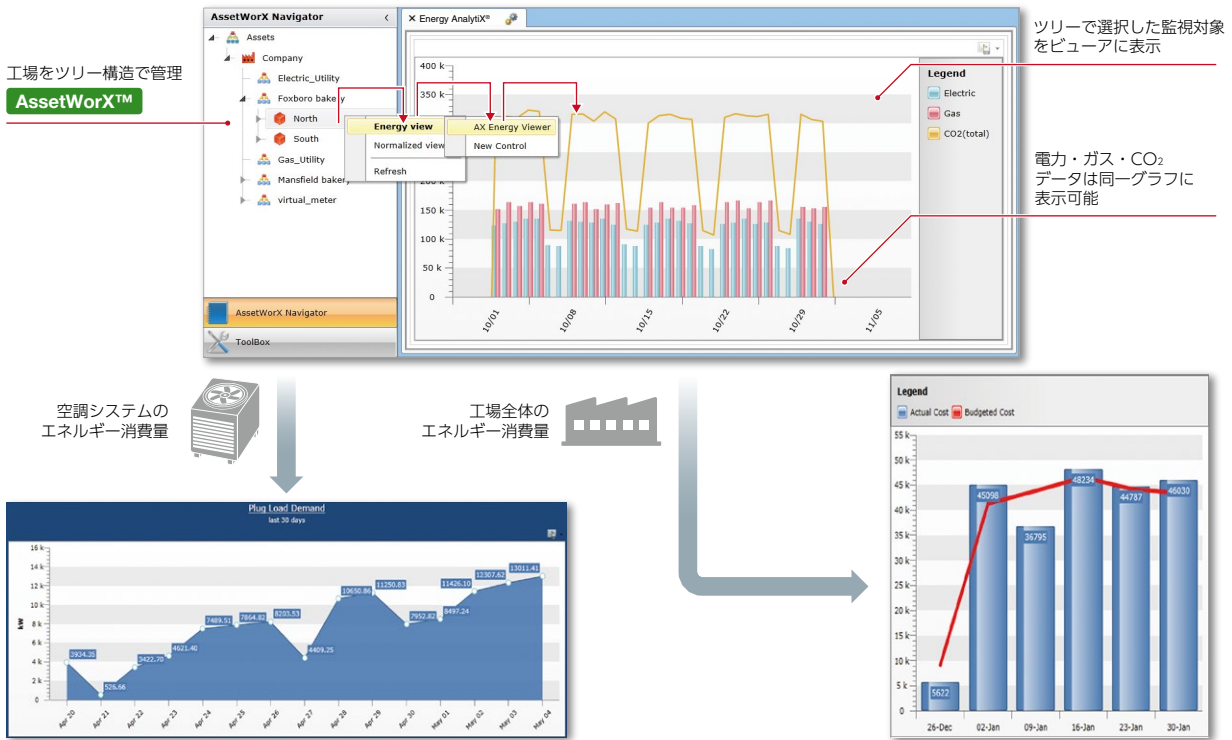 AssetWorX Navigator
Assets
Company
Electric_Utility
Foxboro bakery
North
South
Gas_Utility
Mansfield bakery
virtual_meter
AssetWorX Navigator
ToolBox
Energy view
Normalized view
Refresh
AX Energy Viewer
New Control
Energy AnalytiX®
400 k
350 k
200 k
150 k
100 k
50 k
0
10/01
10/08
10/15
10/22
10/29
11/05
Legend
Electric
Gas
CO2(total)
工場をツリー構造で管理
AssetWorX™
ツリーで選択した監視対象
をビューアに表示
電力・ガス・CO₂
データは同一グラフに
表示可能
空調システムの
エネルギー消費量
工場全体の
エネルギー消費量
Plug Load Demand
last 30 days
kW
16 k
14 k
12 k
10 k
8 k
6 k
4 k
2 k
0
3934.35
526.66
3422.70
4621.40
7489.51
7864.82
8203.53
4409.25
10650.86
11250.83
7952.82
8497.24
11426.10
12307.62
13011.41
Apr 20
Apr 21
Apr 22
Apr 23
Apr 24
Apr 25
Apr 26
Apr 27
Apr 28
Apr 29
Apr 30
May 01
May 02
May 03
May 04
Legend
Actual Cost
Budgeted Cost
55 k
50 k
45 k
40 k
35 k
30 k
25 k
20 k
15 k
10 k
5 k
0
5622
45098
36795
48234
44787
46030
26-Dec
02-Jan
09-Jan
16-Jan
23-Jan
30-Jan